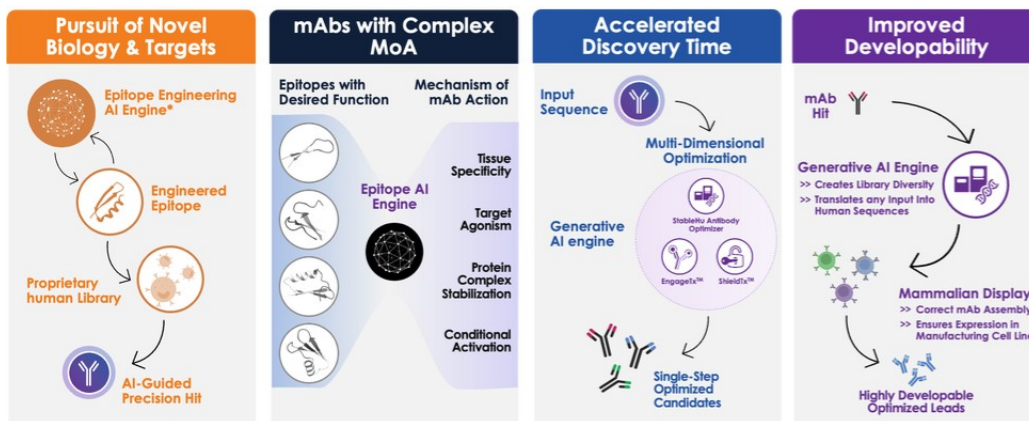 Pursuit of Novel
Biology & Targets
Epitope Engineering
AI Engine*
Engineered
Epitope
Proprietary
human Library
AI-Guided
Precision Hit
mAbs with Complex
MoA
Epitopes with
Desired Function
Mechanism of
mAb Action
Epitope AI
Engine
Tissue
Specificity
Target
Agonism
Protein
Complex
Stabilization
Conditional
Activation
Accelerated
Discovery Time
Input
Sequence
Multi-Dimensional
Optimization
StableHu Antibody
Optimizer
Generative
AI engine
EngageTx™
ShieldTx™
Single-Step
Optimized
Candidates
Improved
Developability
mAb
Hit
Generative AI Engine
>> Creates Library Diversity
>> Translates any Input Into
Human Sequences
Mammalian Display
>> Correct mAb Assembly
>> Ensures Expression in
Manufacturing Cell Line
Highly Developable
Optimized Leads